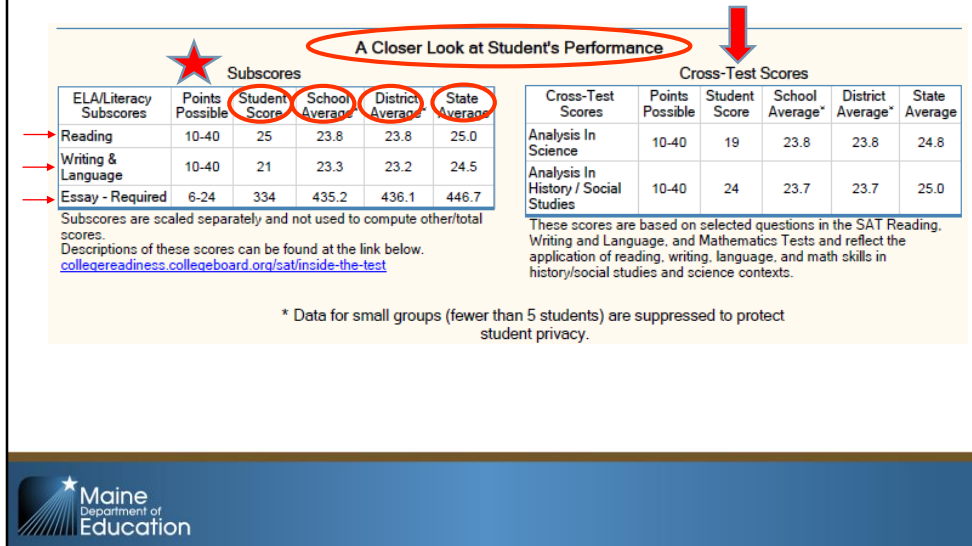 A Closer Look at Student's Performance
Subscores
ELA/Literacy Subscores Points Possible Student Score School Average* District Average* State Average
Reading 10-40 25 23.8 23.8 25.0
Writing & Language 10-40 21 23.3 23.2 24.5
Essay - Required 6-24 334 435.2 436.1 446.7
Subscores are scaled separately and not used to compute other/total
scores.
Descriptions of these scores can be found at the link below.
collegereadiness.collegeboard.org/sat/inside-the-test
Cross-Test Scores
Cross-Test Scores Points Possible Student Score School Average* District Average* State Average
Analysis In Science 10-40 19 23.8 23.8 24.8
Analysis In History / Social Studies 10-40 24 23.7 23.7 25.0
These scores are based on selected questions in the SAT Reading,
Writing and Language, and Mathematics Tests and reflect the
application of reading, writing, language, and math skills in
history/social studies and science contexts.
* Data for small groups (fewer than 5 students) are suppressed to protect
student privacy.
Maine
Department of
Education